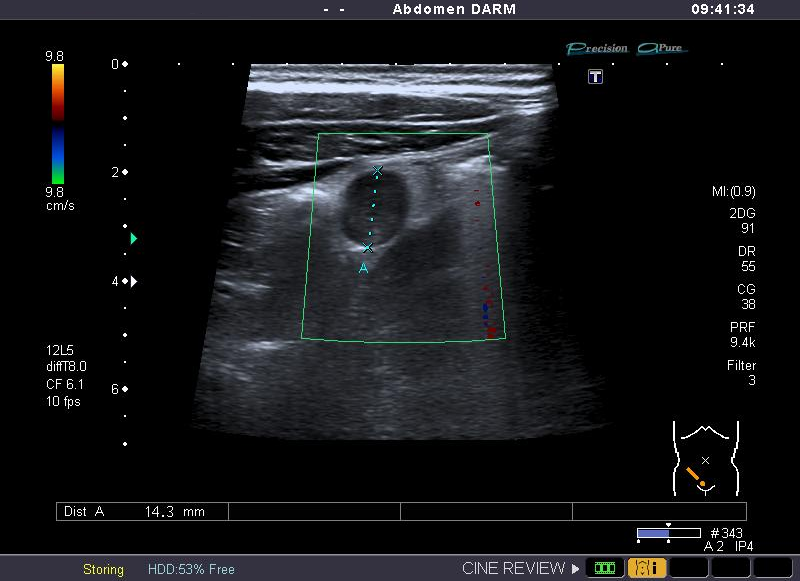 - - Abdomen DARM 09:41:34
Precision APure
T
9.8
9.8
cm/s
0
2
4
6
A
MI:(0.9)
2DG
91
DR
55
CG
38
PRF
9.4k
Filter
3
12L5
diffT8.0
CF 6.1
10 fps
Dist A 14.3 mm
#343
A 2 IP4
Storing HDD:53% Free CINE REVIEW i